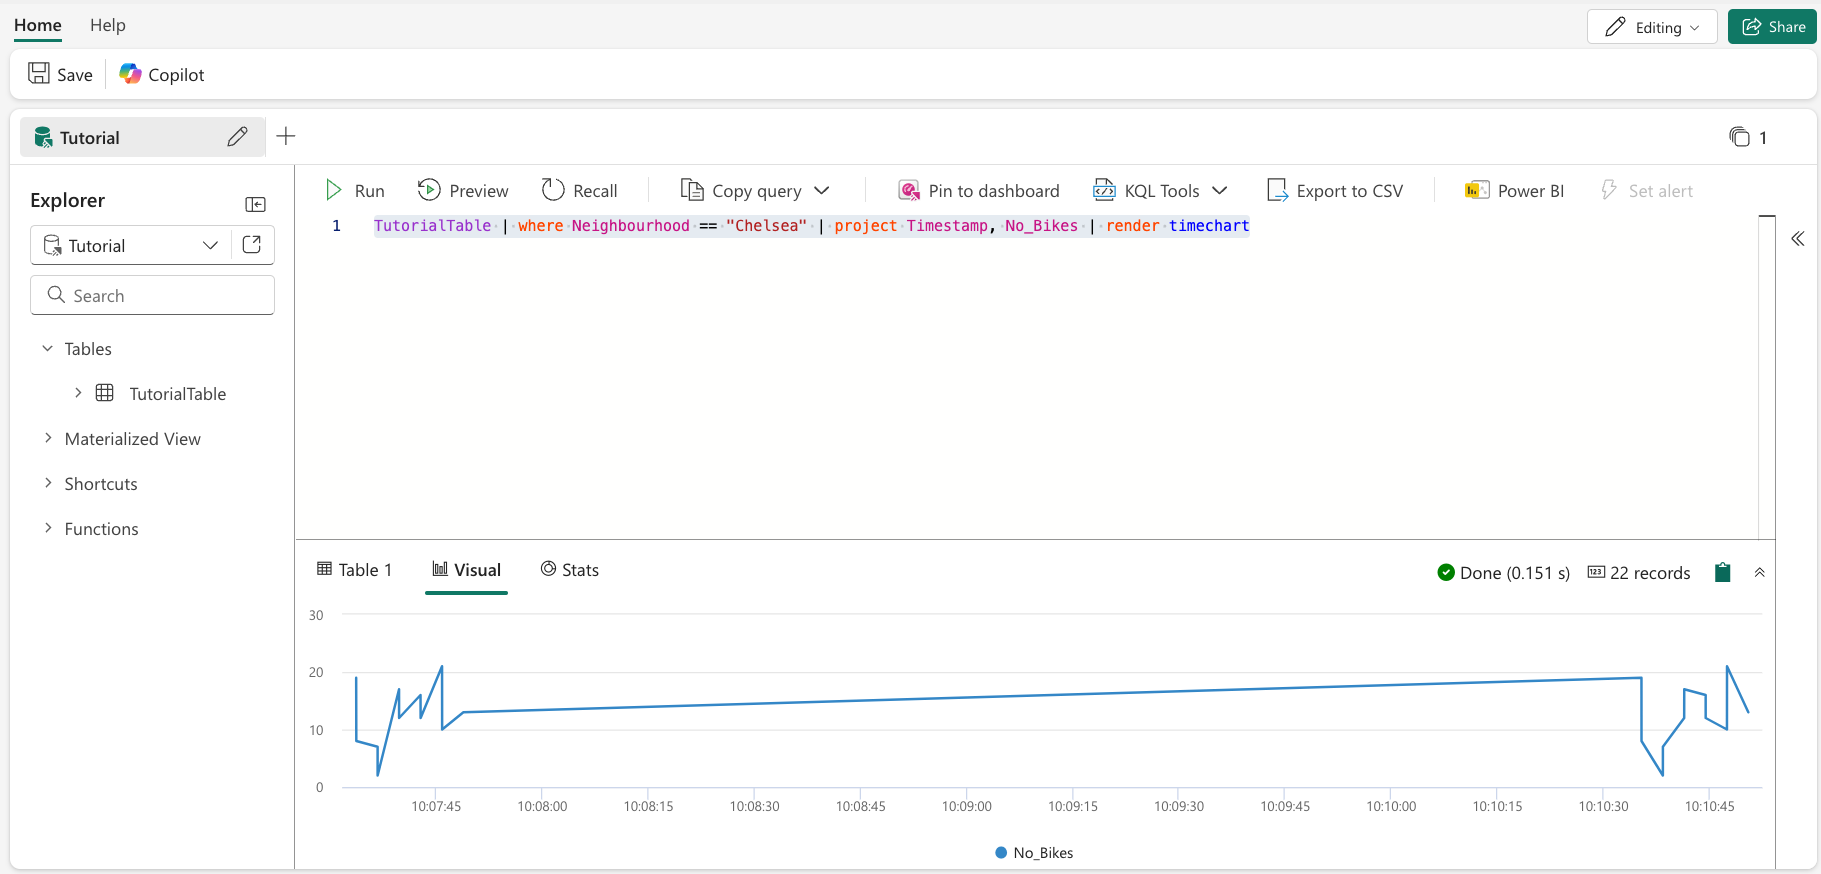 Home Help Editing Share
Save Copilot
Tutorial 1
Explorer
Tutorial
Search
Tables
TutorialTable
Materialized View
Shortcuts
Functions
Run Preview Recall Copy query KQL Tools Pin to dashboard Export to CSV Power BI Set alert
1 TutorialTable | where Neighbourhood == "Chelsea" | project Timestamp, No_Bikes | render timechart
Table 1 Visual Stats Done (0.151 s) 123 22 records
30
20
10
0
10:07:45 10:08:00 10:08:15 10:08:30 10:08:45 10:09:00 10:09:15 10:09:30 10:09:45 10:10:00 10:10:15 10:10:30 10:10:45
No_Bikes